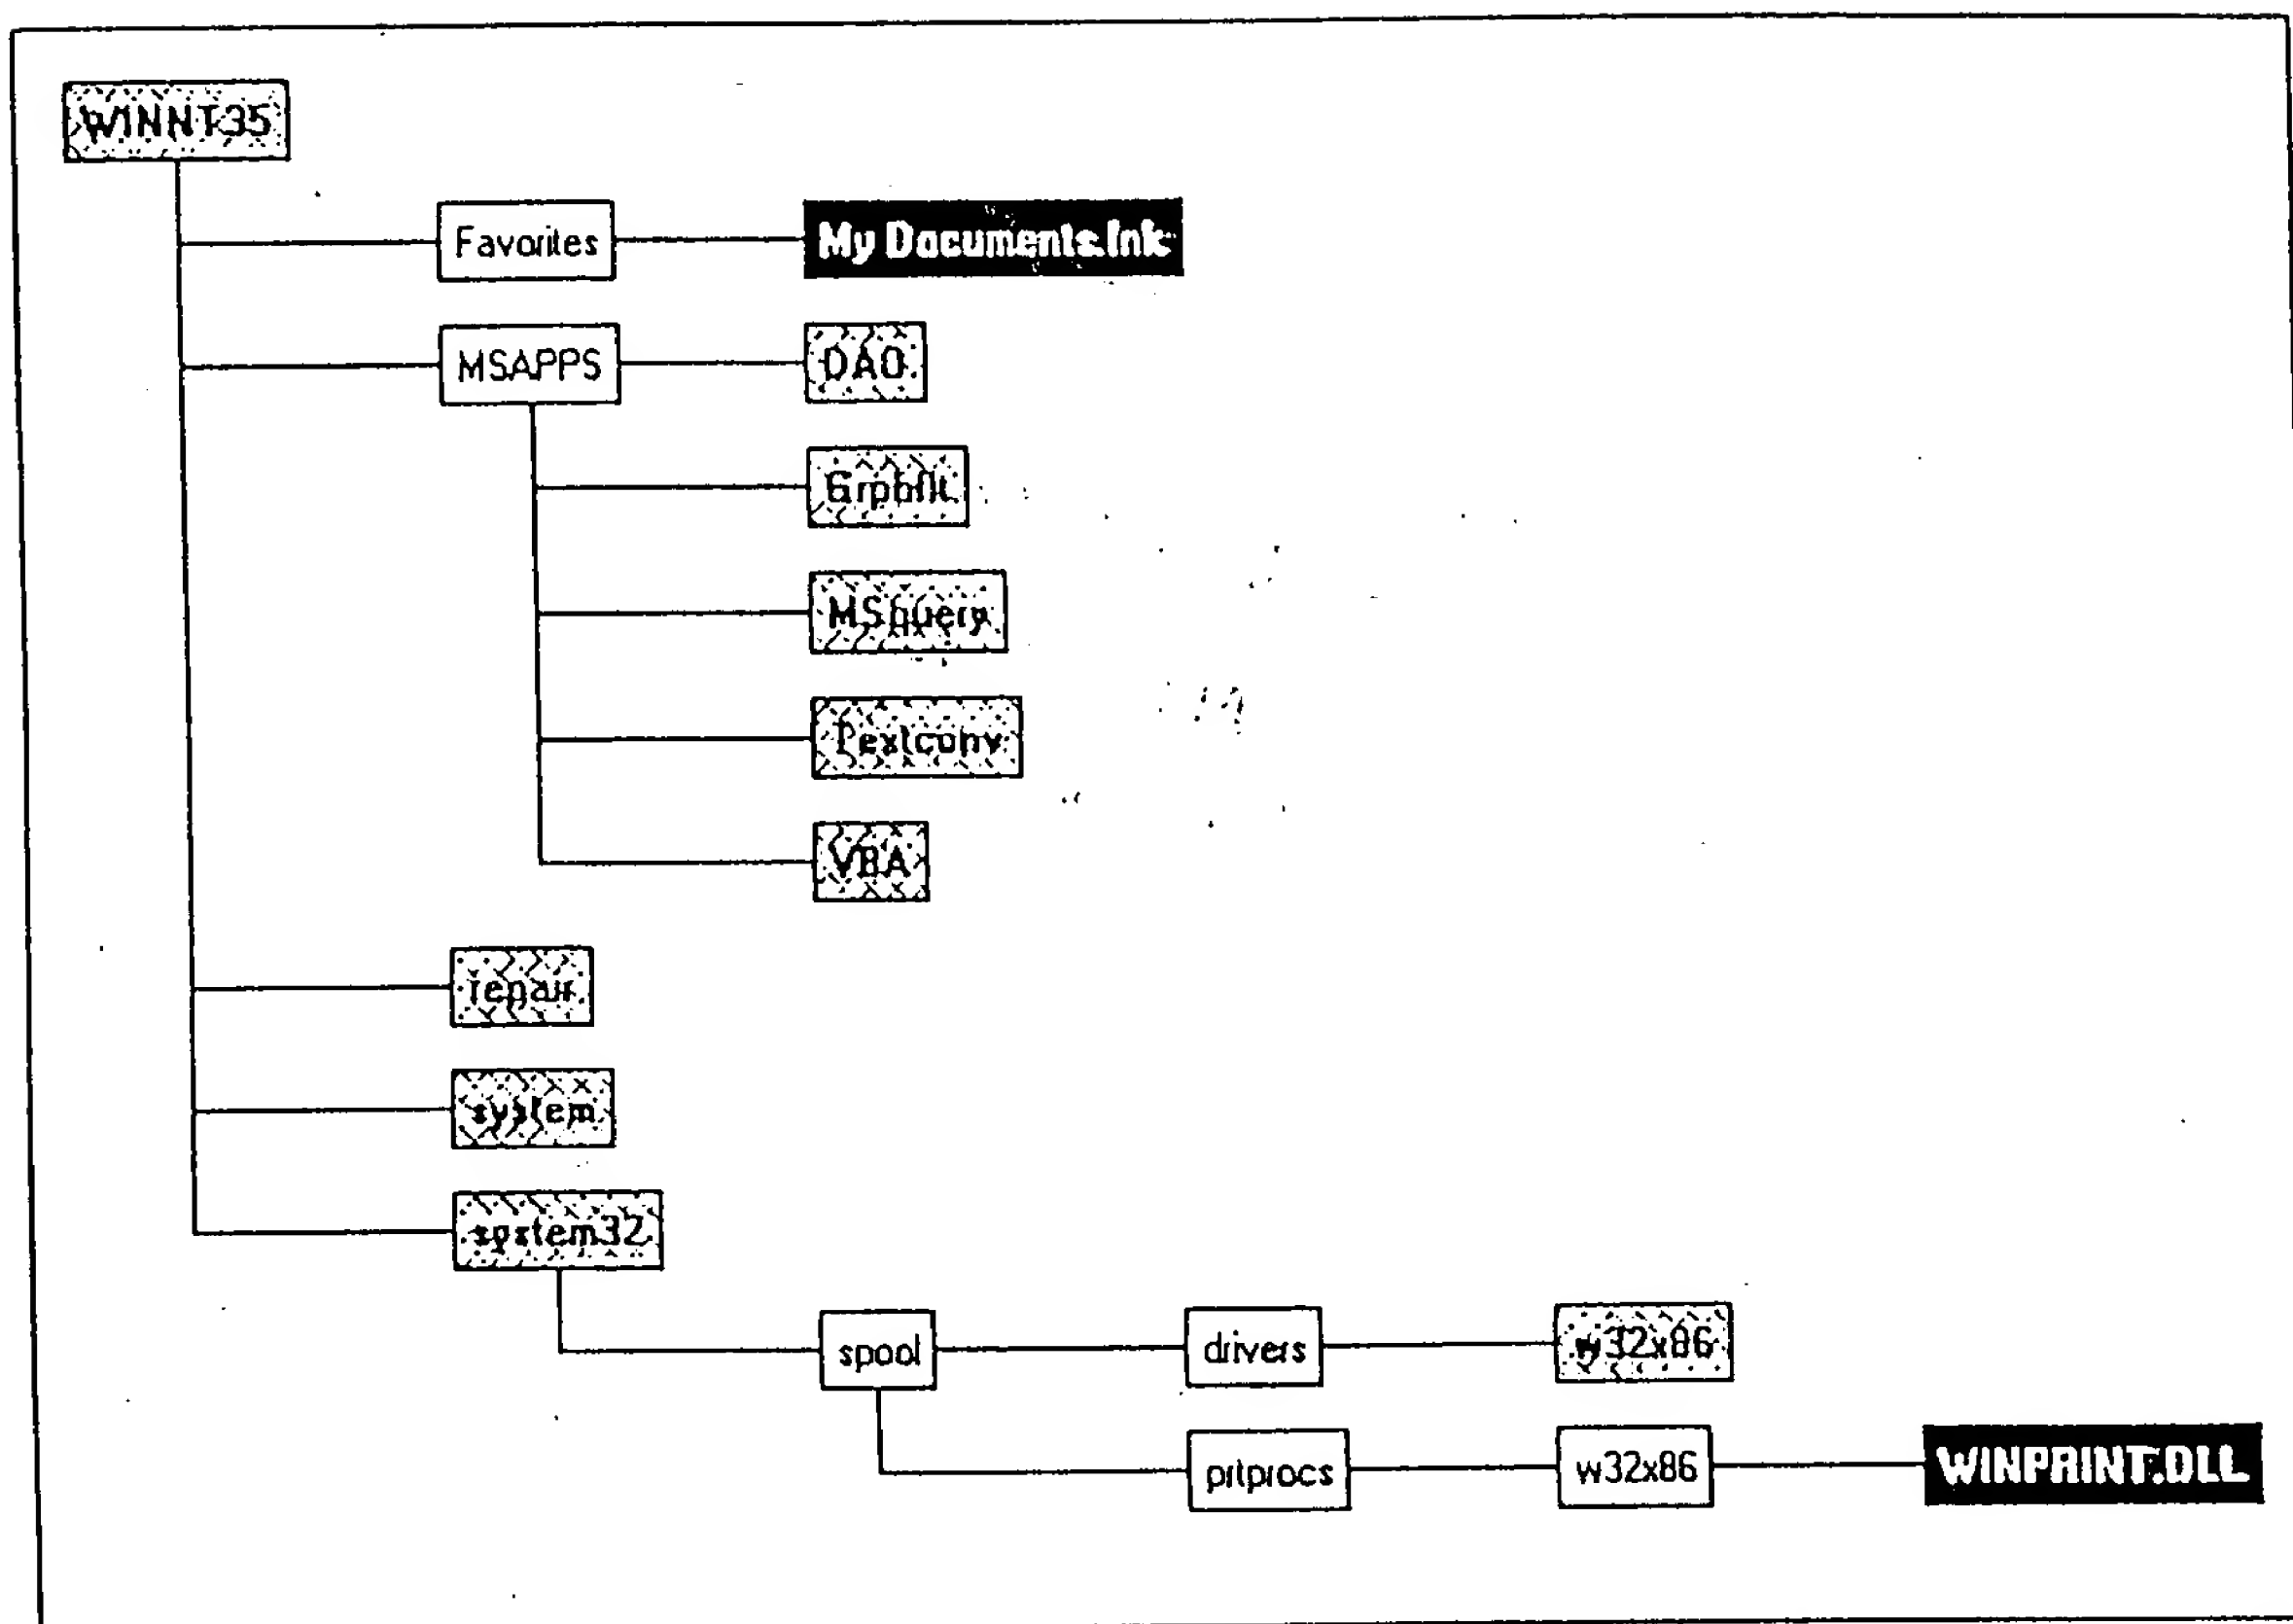 WINNT35
Favorites
My Documents.lnk
MSAPPS
DAO
Grphflt
MSquery
Textconv
VBA
repair
system
system32
spool
drivers
w32x86
prtprocs
w32x86
WINPRINT.DLL